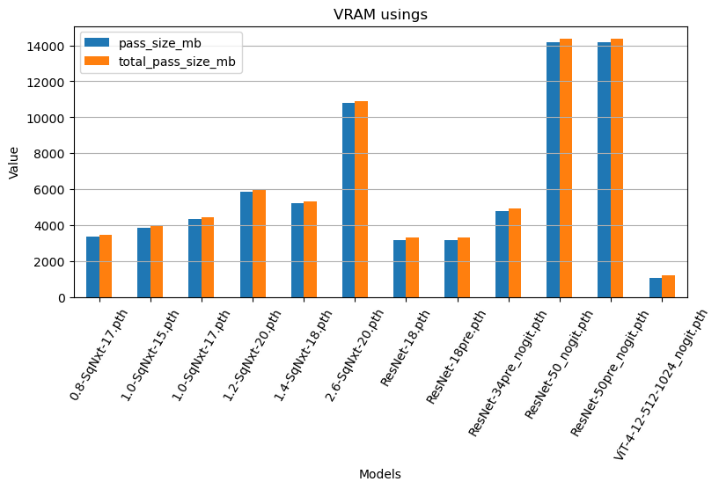 VRAM usings
pass_size_mb
total_pass_size_mb
Value
14000
12000
10000
8000
6000
4000
2000
0
0.8-SqNxt-17.pth
1.0-SqNxt-15.pth
1.0-SqNxt-17.pth
1.2-SqNxt-20.pth
1.4-SqNxt-18.pth
2.6-SqNxt-20.pth
ResNet-18.pth
ResNet-18pre.pth
ResNet-34pre_nogit.pth
ResNet-50_nogit.pth
ResNet-50pre_nogit.pth
ViT-4-12-512-1024_nogit.pth
Models